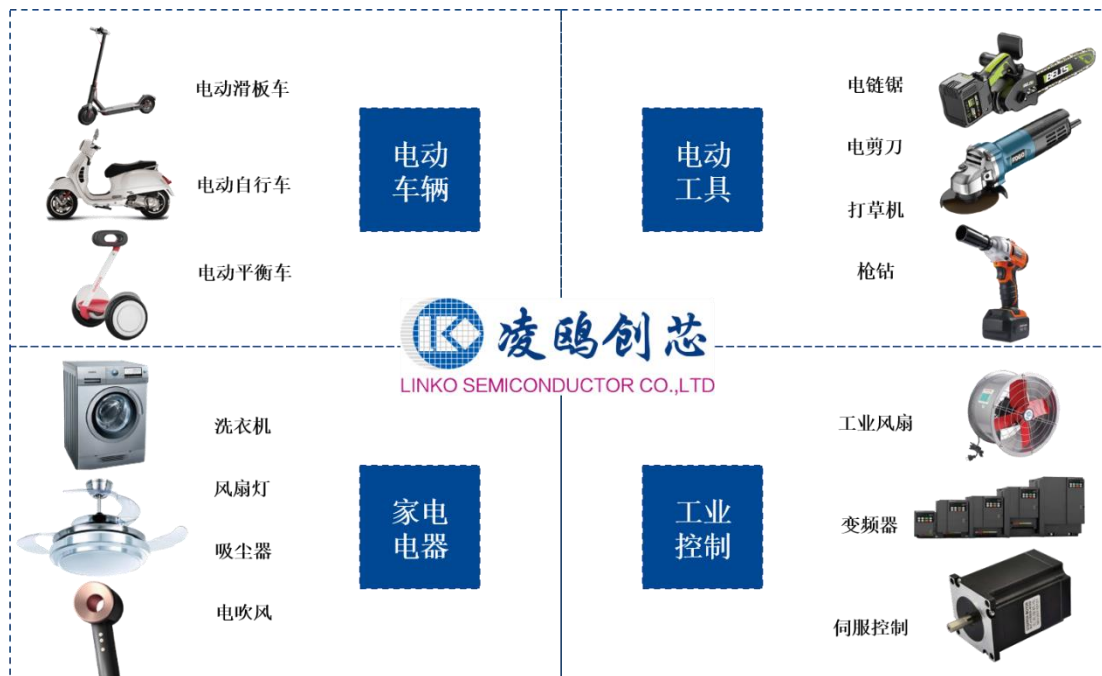 电动滑板车
电动自行车
电动平衡车
电动
车辆
电动
工具
电链锯
电剪刀
打草机
枪钻
BELIS
凌鸥创芯
LINKO SEMICONDUCTOR CO.,LTD
洗衣机
风扇灯
吸尘器
电吹风
家电
电器
工业
控制
工业风扇
变频器
伺服控制